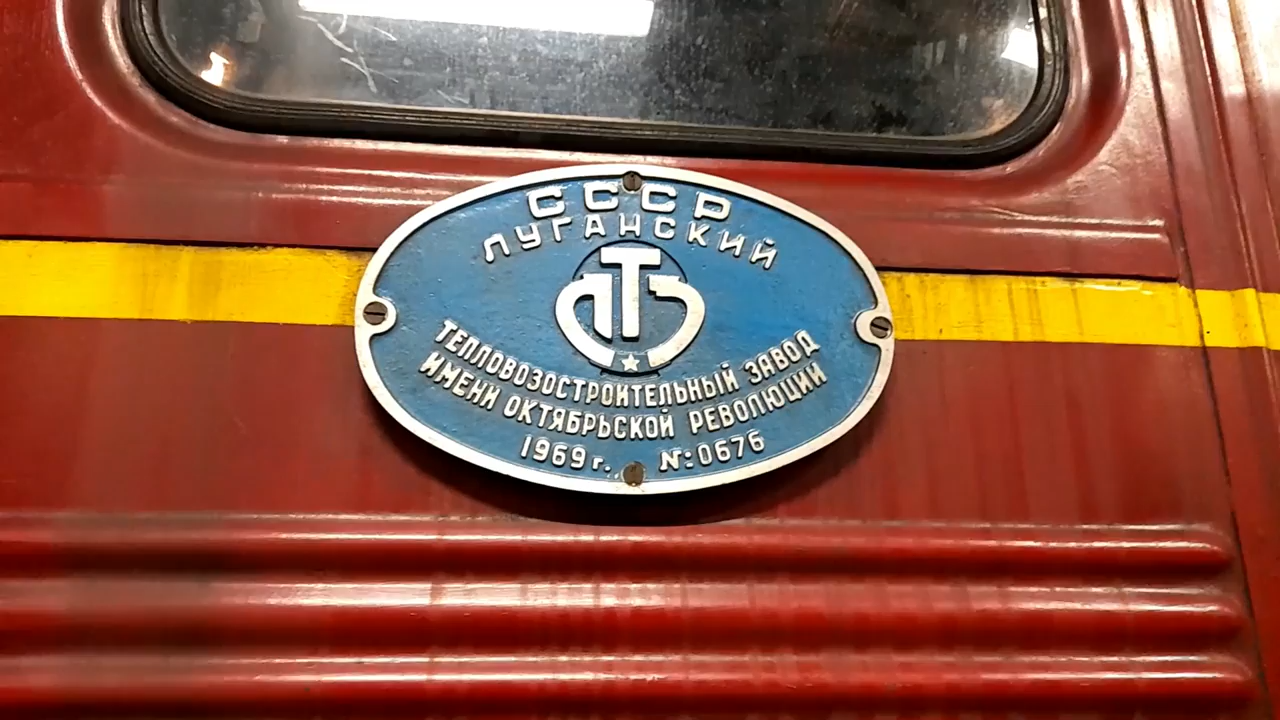 СССР
ЛУГАНСКИЙ
ЛТЗ
ТЕПЛОВОЗОСТРОИТЕЛЬНЫЙ ЗАВОД
ИМЕНИ ОКТЯБРЬСКОЙ РЕВОЛЮЦИИ
1969 г. №: 0676